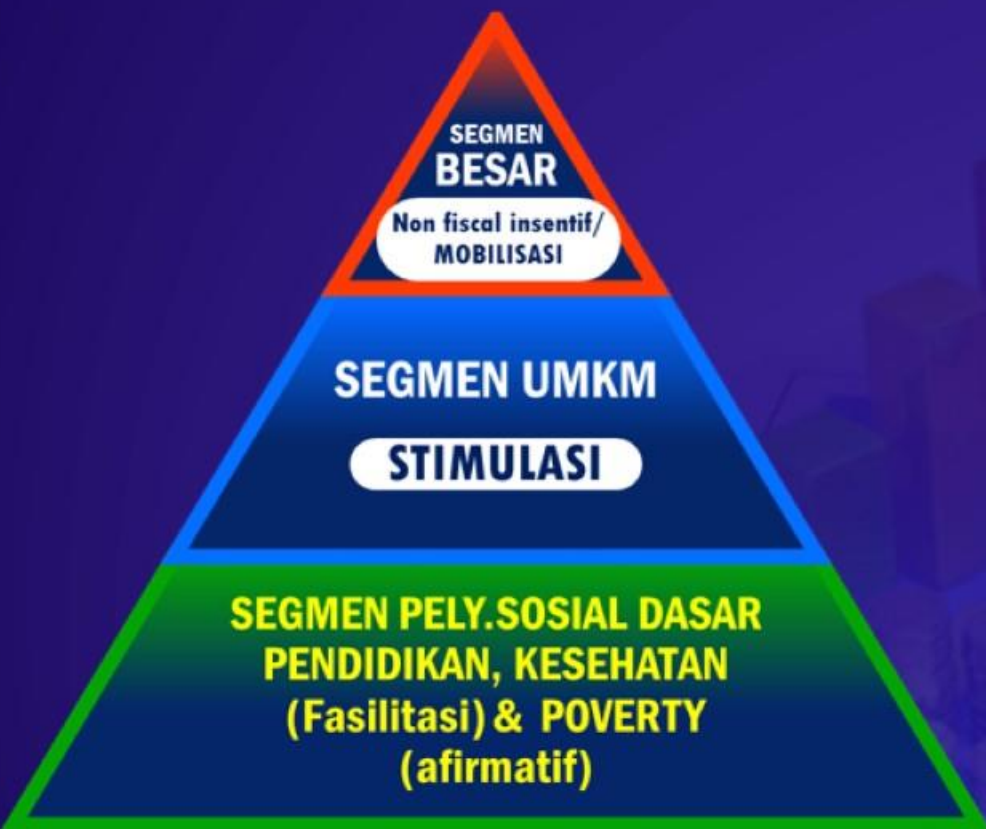 SEGMEN
BESAR
Non fiscal insentif/
MOBILISASI
SEGMEN UMKM
STIMULASI
SEGMEN PELY.SOSIAL DASAR
PENDIDIKAN, KESEHATAN
(Fasilitasi) & POVERTY
(afirmatif)